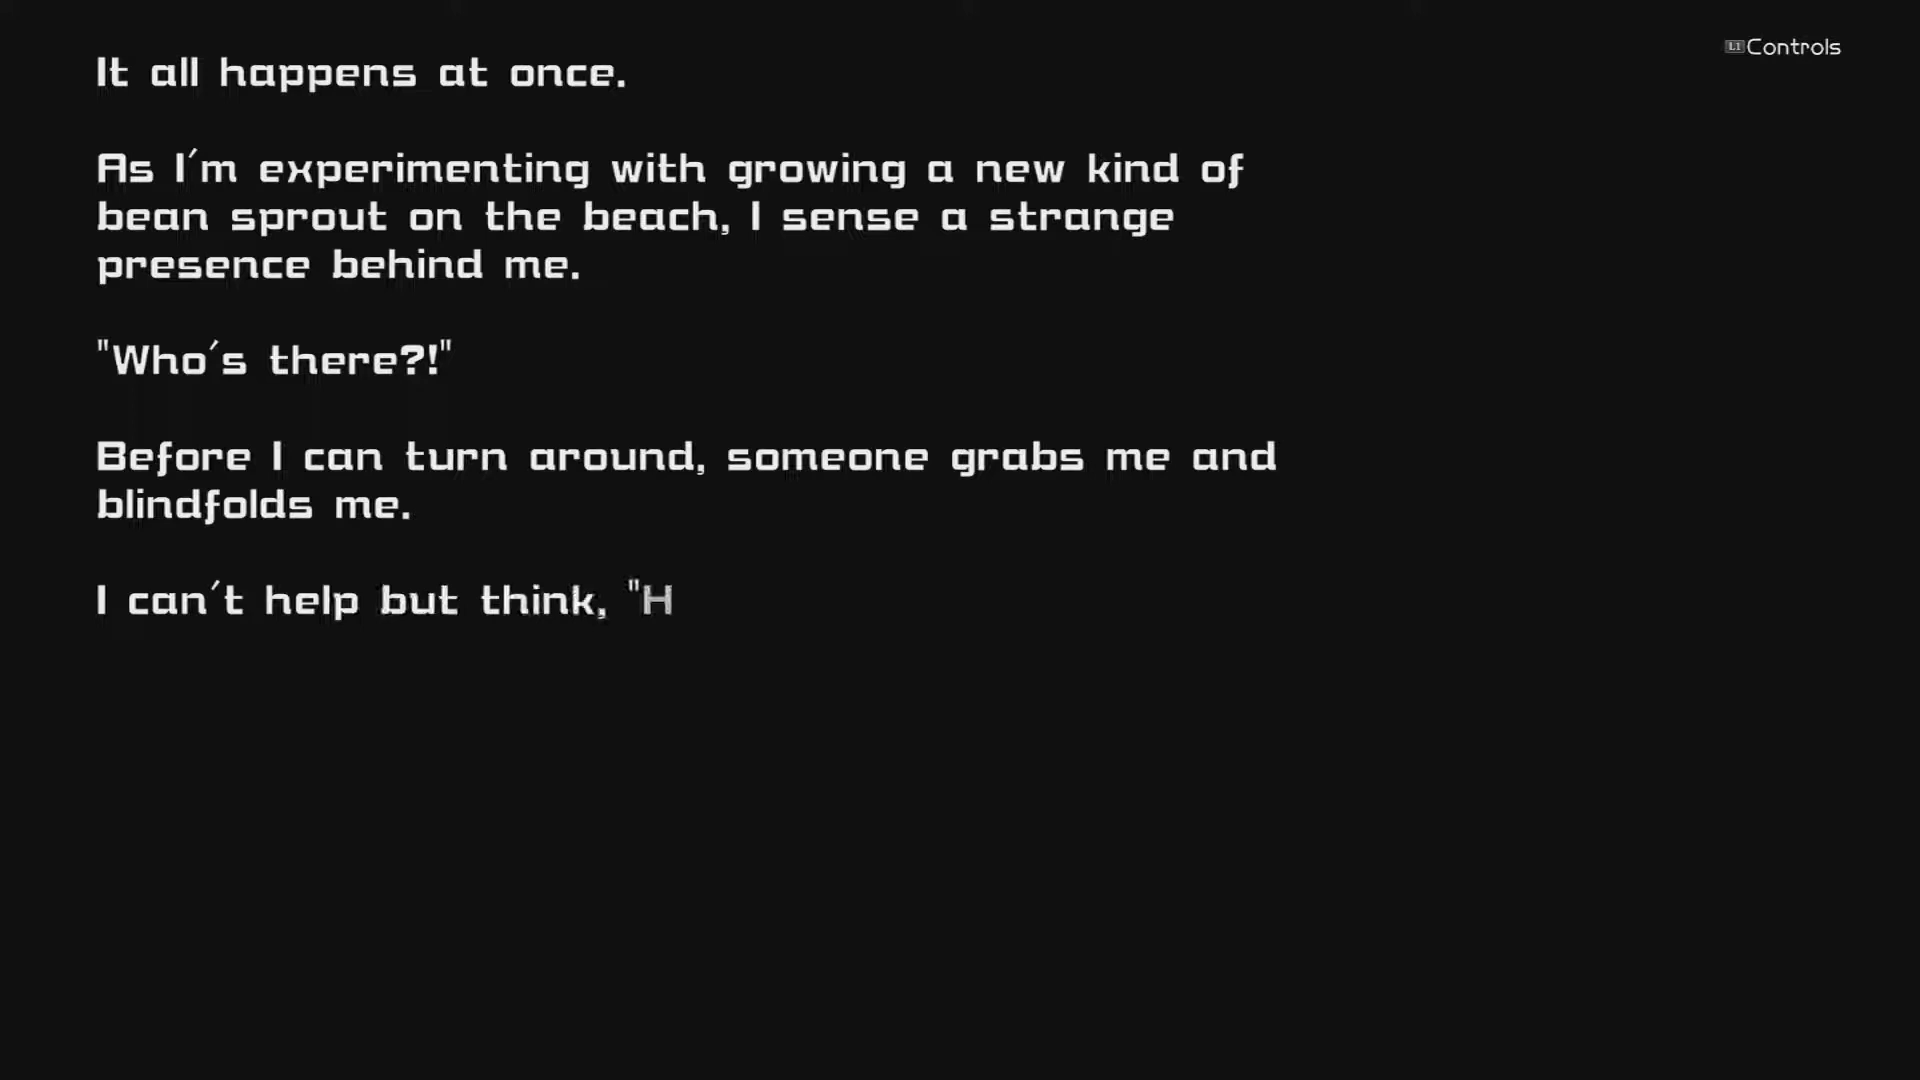 It all happens at once.
L1 Controls
As I'm experimenting with growing a new kind of
bean sprout on the beach, I sense a strange
presence behind me.
"Who's there?!"
Before I can turn around, someone grabs me and
blindfolds me.
I can't help but think, "H